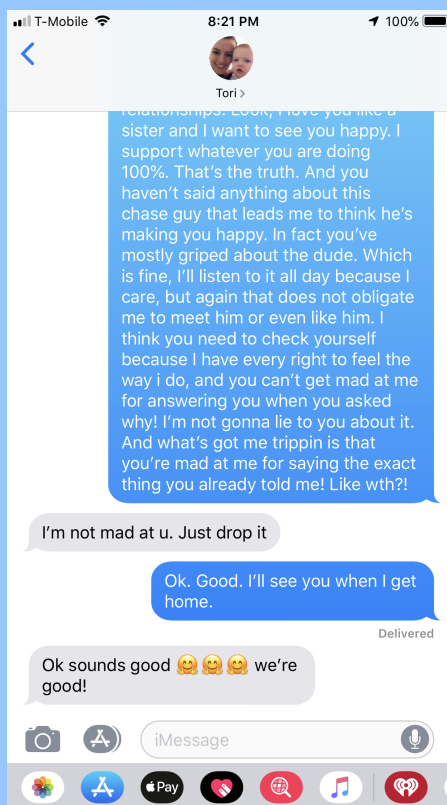 T-Mobile 8:21 PM 100%
Tori >
relationships. Look, I love you like a
sister and I want to see you happy. I
support whatever you are doing
100%. That's the truth. And you
haven't said anything about this
chase guy that leads me to think he's
making you happy. In fact you've
mostly griped about the dude. Which
is fine, I'll listen to it all day because I
care, but again that does not obligate
me to meet him or even like him. I
think you need to check yourself
because I have every right to feel the
way i do, and you can't get mad at me
for answering you when you asked
why! I'm not gonna lie to you about it.
And what's got me trippin is that
you're mad at me for saying the exact
thing you already told me! Like wth?!
I'm not mad at u. Just drop it
Ok. Good. I'll see you when I get
home.
Delivered
Ok sounds good 🤗🤗🤗 we're
good!
iMessage
Pay